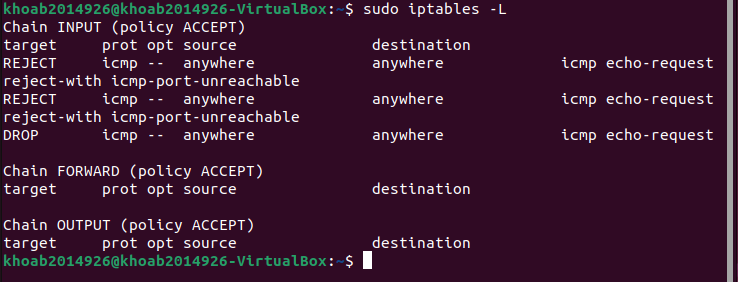 khoab2014926@khoab2014926-VirtualBox:~$ sudo iptables -L
Chain INPUT (policy ACCEPT)
target     prot opt source               destination
REJECT     icmp --  anywhere             anywhere             icmp echo-request
reject-with icmp-port-unreachable
REJECT     icmp --  anywhere             anywhere             icmp echo-request
reject-with icmp-port-unreachable
DROP       icmp --  anywhere             anywhere             icmp echo-request
Chain FORWARD (policy ACCEPT)
target     prot opt source               destination
Chain OUTPUT (policy ACCEPT)
target     prot opt source               destination
khoab2014926@khoab2014926-VirtualBox:~$